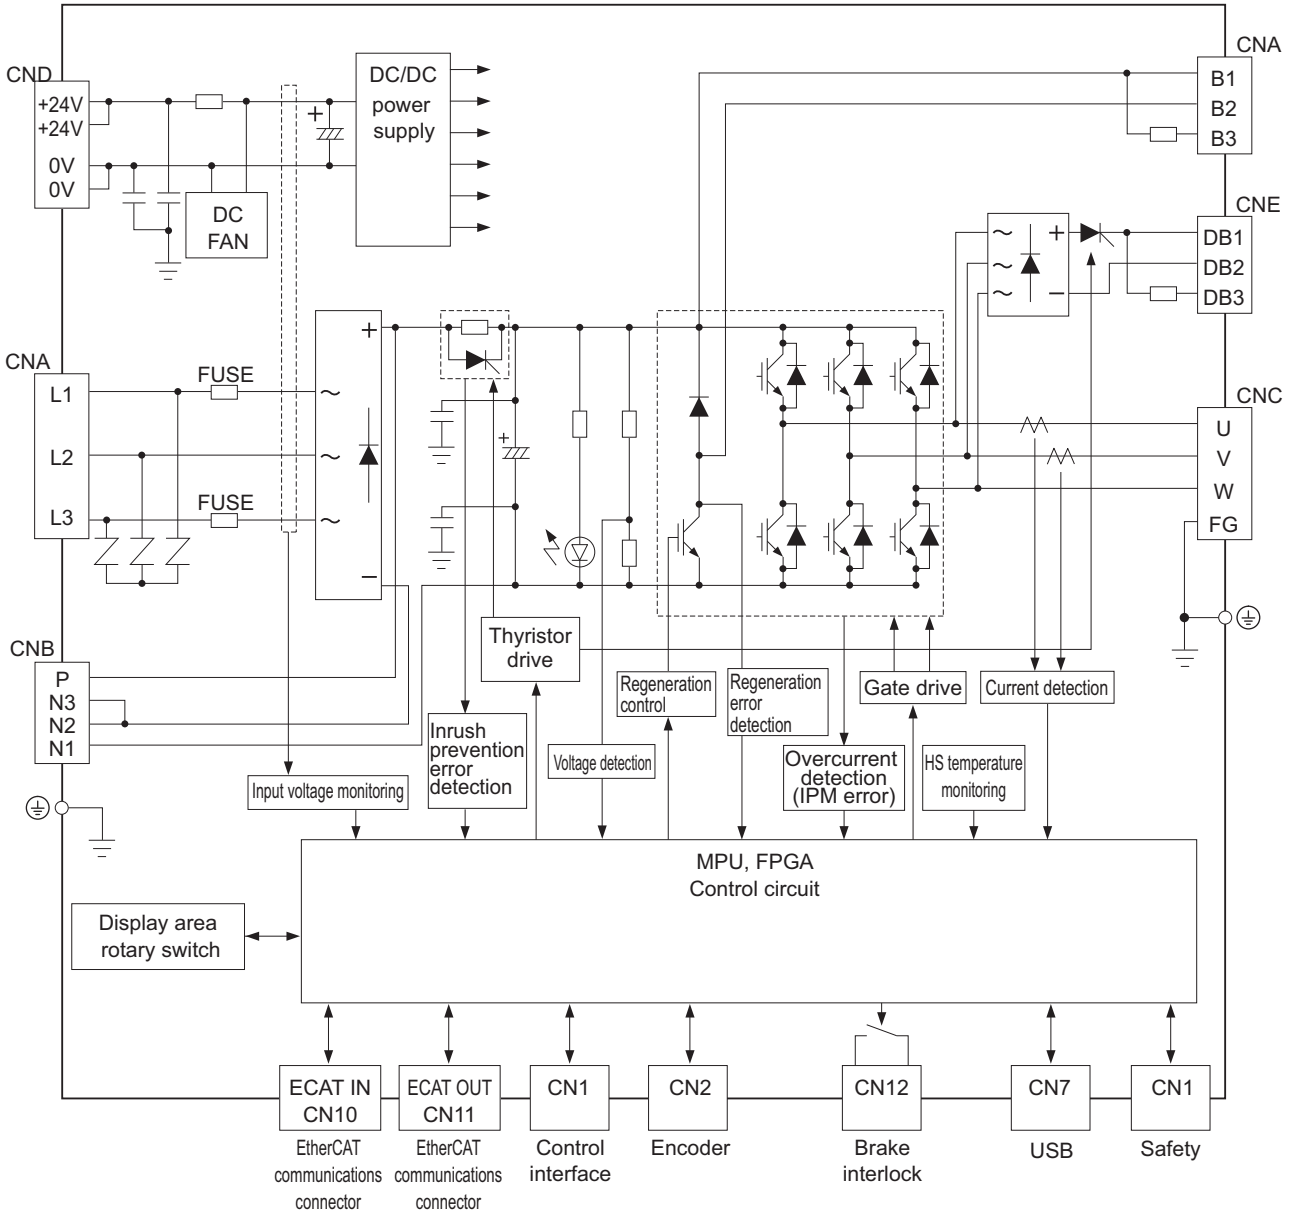 CND
+24V
+24V
0V
0V
DC
FAN
DC/DC
power
supply
+
CNA
B1
B2
B3
CNE
DB1
DB2
DB3
+
−
CNA
L1
L2
L3
FUSE
FUSE
+
−
+
CNC
U
V
W
FG
CNB
P
N3
N2
N1
Thyristor
drive
Inrush
prevention
error
detection
Input voltage monitoring
Voltage detection
Regeneration
control
Regeneration
error
detection
Gate drive
Current detection
Overcurrent
detection
(IPM error)
HS temperature
monitoring
MPU, FPGA
Control circuit
Display area
rotary switch
ECAT IN
CN10
ECAT OUT
CN11
CN1
CN2
CN12
CN7
CN1
EtherCAT
communications
connector
EtherCAT
communications
connector
Control
interface
Encoder
Brake
interlock
USB
Safety